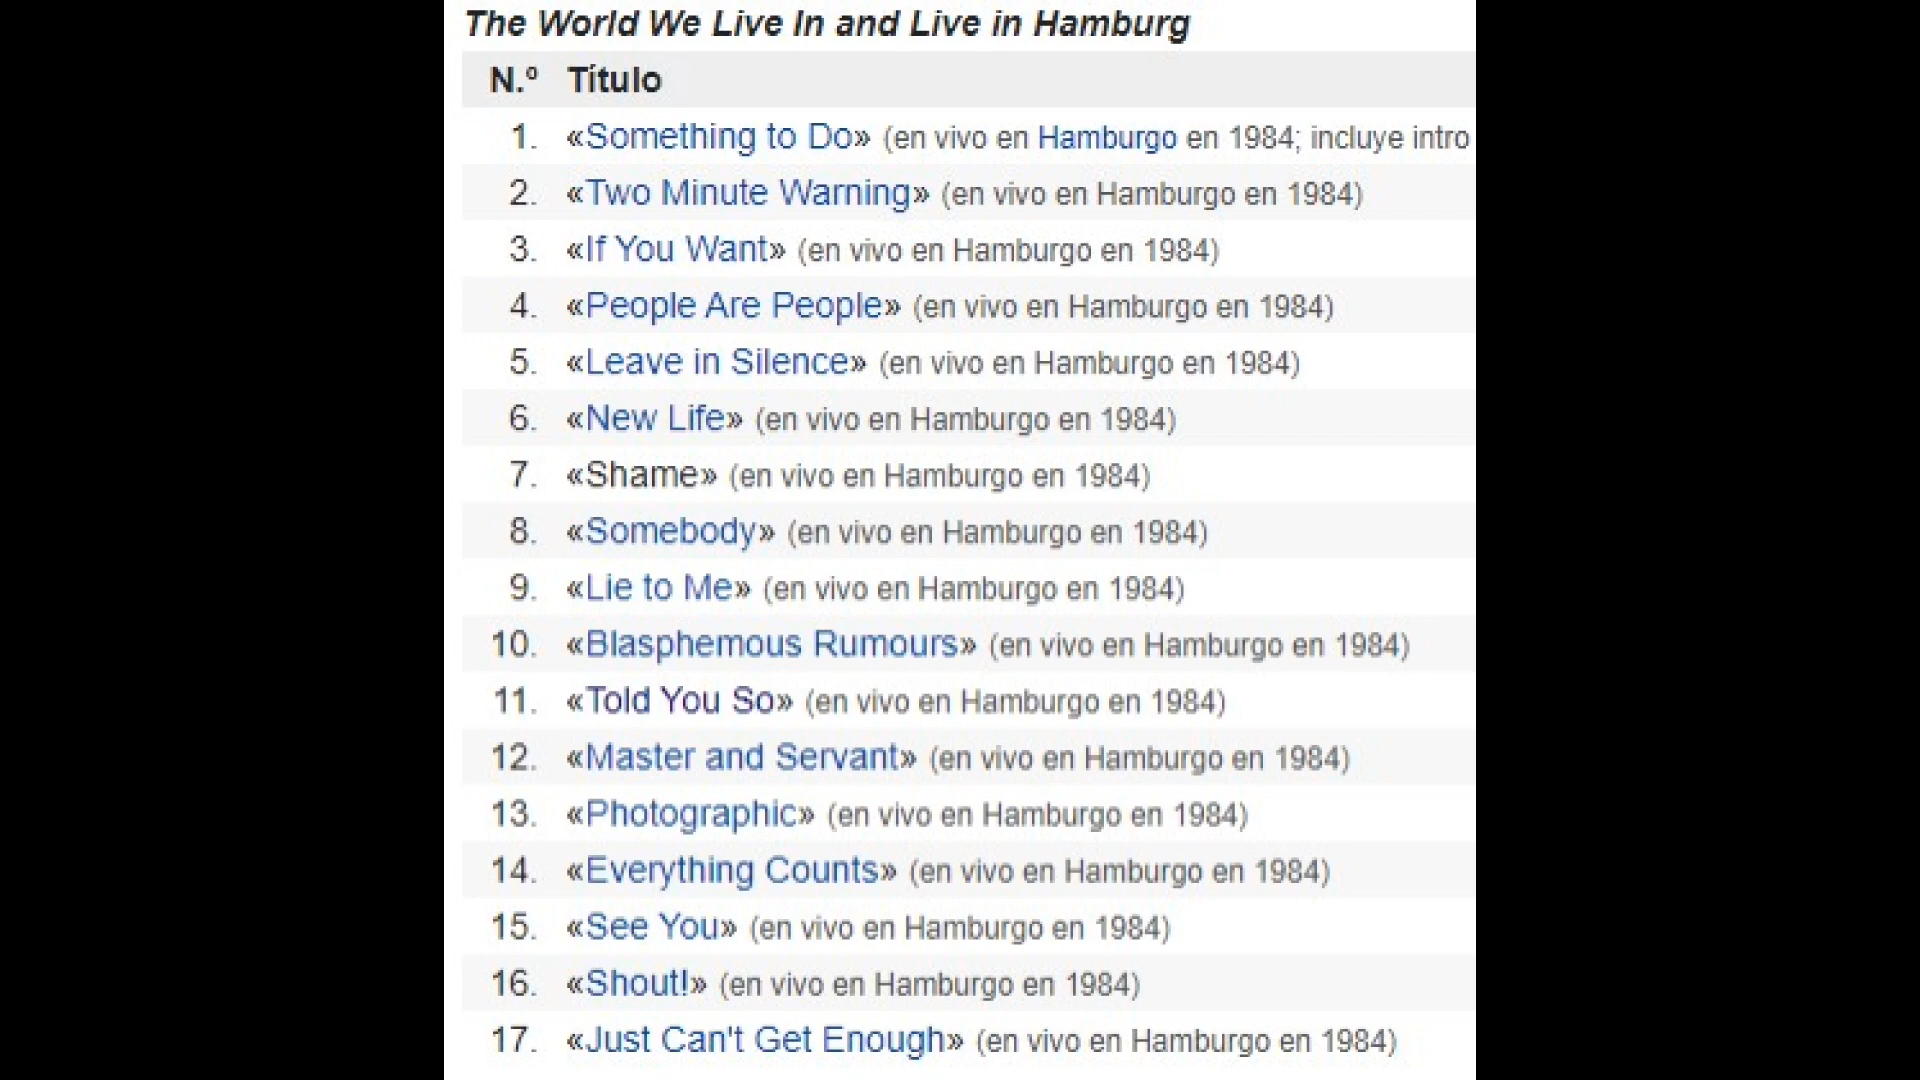 The World We Live In and Live in Hamburg
N.º Título
1. «Something to Do» (en vivo en Hamburgo en 1984; incluye intro
2. «Two Minute Warning» (en vivo en Hamburgo en 1984)
3. «If You Want» (en vivo en Hamburgo en 1984)
4. «People Are People» (en vivo en Hamburgo en 1984)
5. «Leave in Silence» (en vivo en Hamburgo en 1984)
6. «New Life» (en vivo en Hamburgo en 1984)
7. «Shame» (en vivo en Hamburgo en 1984)
8. «Somebody» (en vivo en Hamburgo en 1984)
9. «Lie to Me» (en vivo en Hamburgo en 1984)
10. «Blasphemous Rumours» (en vivo en Hamburgo en 1984)
11. «Told You So» (en vivo en Hamburgo en 1984)
12. «Master and Servant» (en vivo en Hamburgo en 1984)
13. «Photographic» (en vivo en Hamburgo en 1984)
14. «Everything Counts» (en vivo en Hamburgo en 1984)
15. «See You» (en vivo en Hamburgo en 1984)
16. «Shout!» (en vivo en Hamburgo en 1984)
17. «Just Can't Get Enough» (en vivo en Hamburgo en 1984)